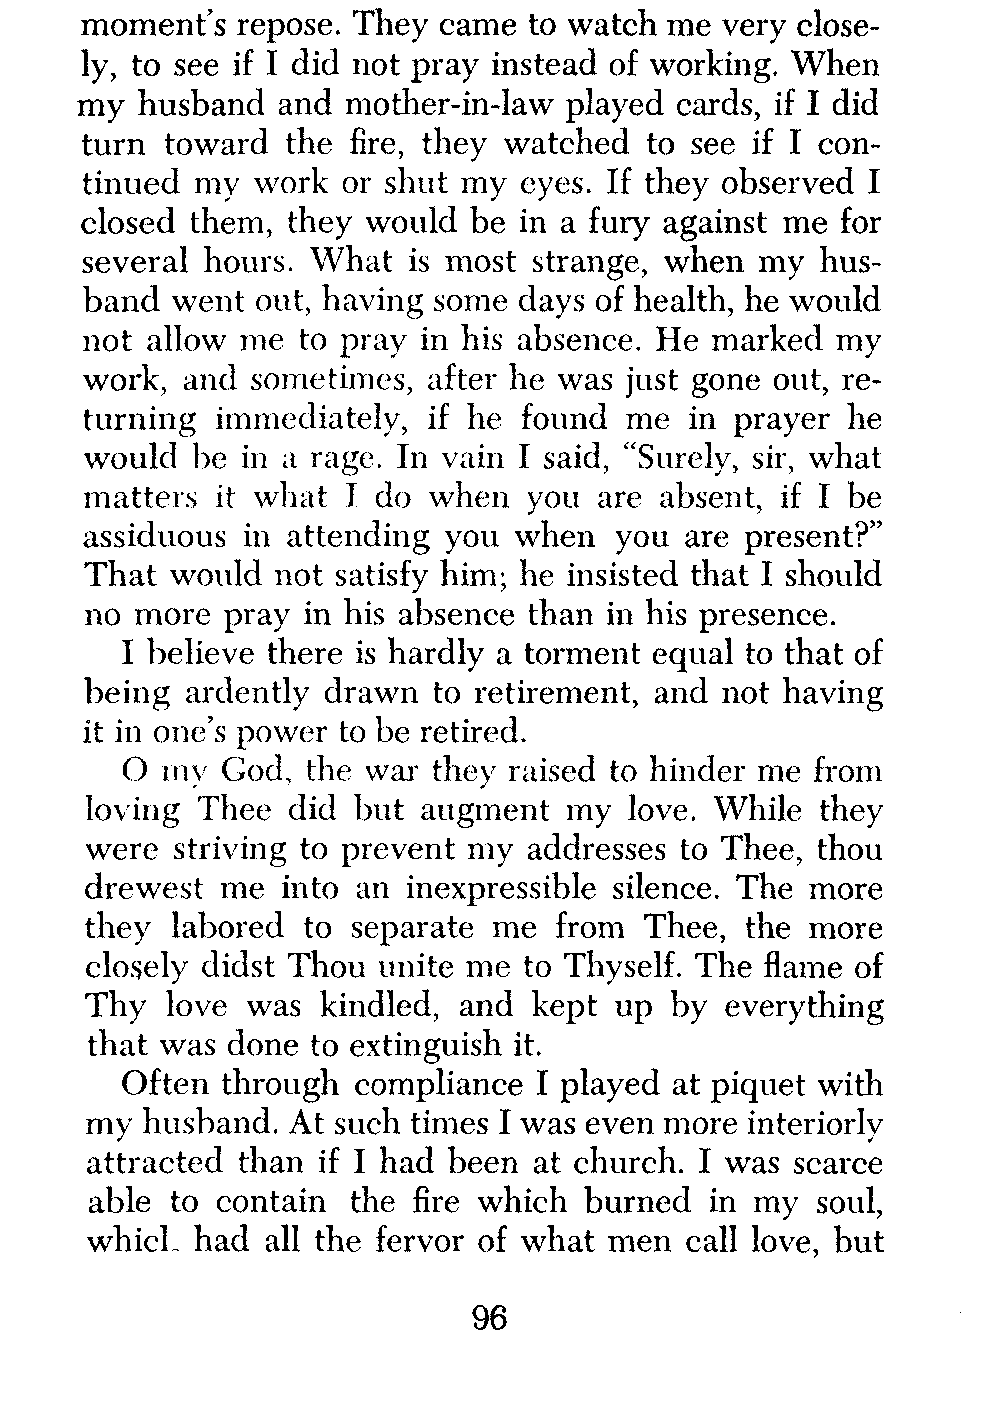 moment's repose. They came to watch me very close-
ly, to see if I did not pray instead of working. When
my husband and mother-in-law played cards, if I did
turn toward the fire, they watched to see if I con-
tinued my work or shut my eyes. If they observed I
closed them, they would be in a fury against me for
several hours. What is most strange, when my hus-
band went out, having some days of health, he would
not allow me to pray in his absence. He marked my
work, and sometimes, after he was just gone out, re-
turning immediately, if he found me in prayer he
would be in a rage. In vain I said, “Surely, sir, what
matters it what I do when you are absent, if I be
assiduous in attending you when you are present?”
That would not satisfy him; he insisted that I should
no more pray in his absence than in his presence.
I believe there is hardly a torment equal to that of
being ardently drawn to retirement, and not having
it in one's power to be retired.
O my God, the war they raised to hinder me from
loving Thee did but augment my love. While they
were striving to prevent my addresses to Thee, thou
drewest me into an inexpressible silence. The more
they labored to separate me from Thee, the more
closely didst Thou unite me to Thyself. The flame of
Thy love was kindled, and kept up by everything
that was done to extinguish it.
Often through compliance I played at piquet with
my husband. At such times I was even more interiorly
attracted than if I had been at church. I was scarce
able to contain the fire which burned in my soul,
which had all the fervor of what men call love, but
96